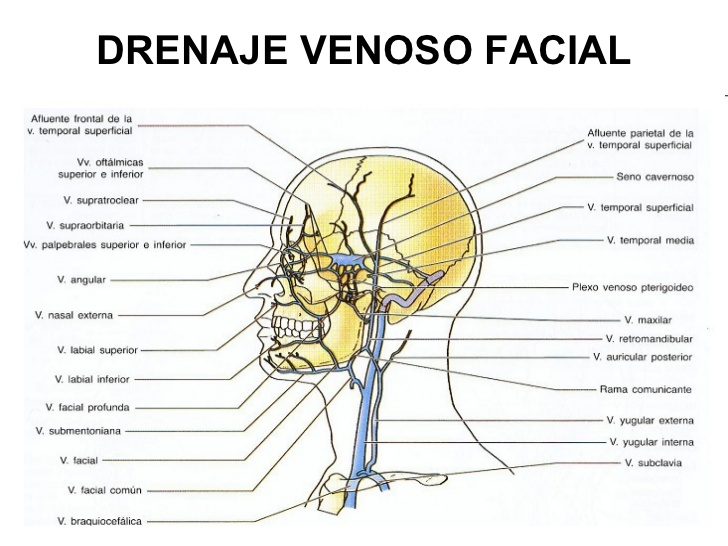 DRENAJE VENOSO FACIAL
Afluente frontal de la
v. temporal superficial
Vv. oftálmicas
superior e inferior
V. supratroclear
V. supraorbitaria
Vv. palpebrales superior e inferior
V. angular
V. nasal externa
V. labial superior
V. labial inferior
V. facial profunda
V. submentoniana
V. facial
V. facial común
V. braquiocefálica
Afluente parietal de la
v. temporal superficial
Seno cavernoso
V. temporal superficial
V. temporal media
Plexo venoso pterigoideo
V. maxilar
V. retromandibular
V. auricular posterior
Rama comunicante
V. yugular externa
V. yugular interna
V. subclavia